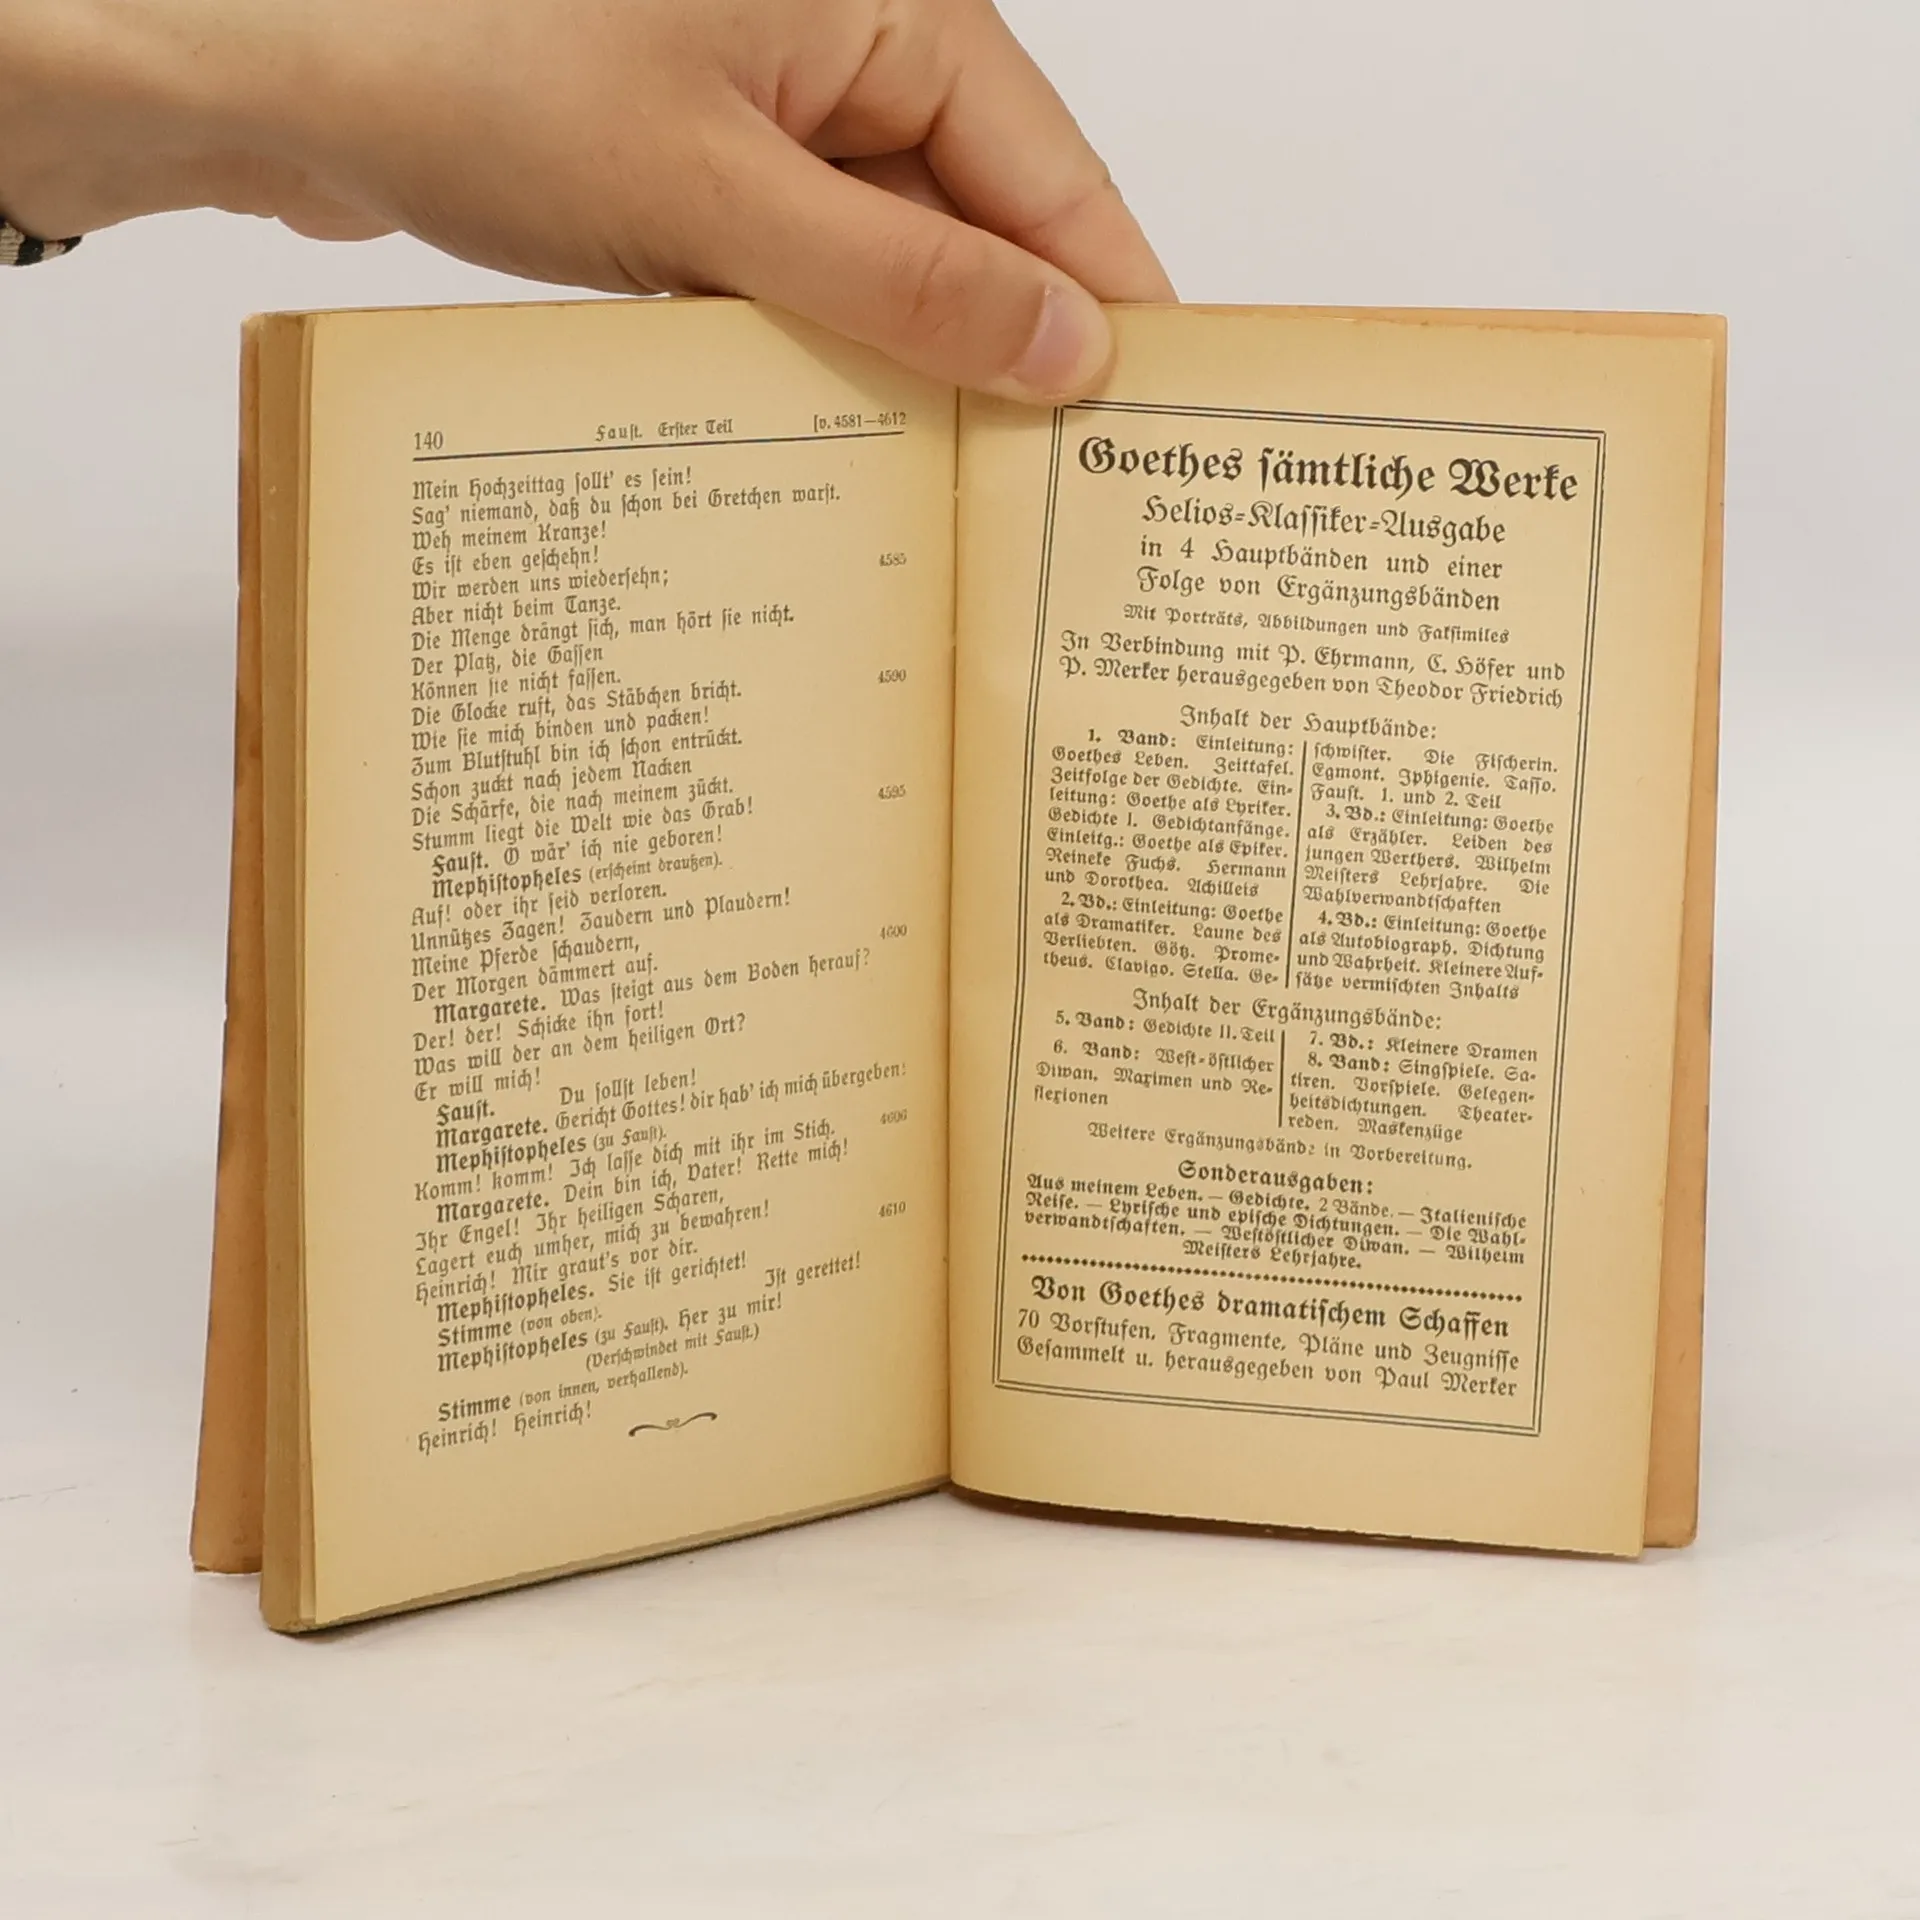 140 Fauſt. Erſter Teil [v. 4581—4612
Mein Hochzeittag ſollt' es ſein!
Sag' niemand, daß du ſchon bei Gretchen warſt.
Weh meinem Kranze!
Es iſt eben geſchehn! 4585
Wir werden uns wiederſehn;
Aber nicht beim Tanze.
Die Menge drängt ſich, man hört ſie nicht.
Der Platz, die Gaſſen
Können ſie nicht faſſen. 4590
Die Glocke ruft, das Stäbchen bricht.
Wie ſie mich binden und packen!
Zum Blutſtuhl bin ich ſchon entrückt.
Schon zuckt nach jedem Nacken
Die Schärfe, die nach meinem zückt. 4595
Stumm liegt die Welt wie das Grab!
Fauſt. O wär' ich nie geboren!
Mephiſtopheles (erſcheint draußen).
Auf! oder ihr ſeid verloren.
Unnützes Zagen! Zaudern und Plaudern!
Meine Pferde ſchaudern, 4600
Der Morgen dämmert auf.
Margarete. Was ſteigt aus dem Boden herauf?
Der! der! Schicke ihn fort!
Was will der an dem heiligen Ort?
Er will mich!
Fauſt. Du ſollſt leben!
Margarete. Gericht Gottes! dir hab' ich mich übergeben!
Mephiſtopheles (zu Fauſt). 4606
Komm! komm! Ich laſſe dich mit ihr im Stich.
Margarete. Dein bin ich, Vater! Rette mich!
Ihr Engel! Ihr heiligen Scharen,
Lagert euch umher, mich zu bewahren!
Heinrich! Mir graut's vor dir. 4610
Mephiſtopheles. Sie iſt gerichtet!
Stimme (von oben). Iſt gerettet!
Mephiſtopheles (zu Fauſt). Her zu mir!
(Verſchwindet mit Fauſt.)
Stimme (von innen, verhallend).
Heinrich! Heinrich!
Goethes ſämtliche Werke
Helios-Klaſſiker-Ausgabe
in 4 Hauptbänden und einer
Folge von Ergänzungsbänden
Mit Porträts, Abbildungen und Fakſimiles
In Verbindung mit P. Ehrmann, C. Höfer und
P. Merker herausgegeben von Theodor Friedrich
Inhalt der Hauptbände:
1. Band: Einleitung:
Goethes Leben. Zeittafel.
Zeitfolge der Gedichte. Ein-
leitung: Goethe als Lyriker.
Gedichte I. Gedichtanfänge.
Einleitg.: Goethe als Epiker.
Reineke Fuchs. Hermann
und Dorothea. Achilleis
2. Bd.: Einleitung: Goethe
als Dramatiker. Laune des
Verliebten. Götz. Prome-
theus. Clavigo. Stella. Ge-
ſchwiſter. Die Fiſcherin.
Egmont. Iphigenie. Taſſo.
Fauſt. 1. und 2. Teil
3. Bd.: Einleitung: Goethe
als Erzähler. Leiden des
jungen Werthers. Wilhelm
Meiſters Lehrjahre. Die
Wahlverwandtſchaften
4. Bd.: Einleitung: Goethe
als Autobiograph. Dichtung
und Wahrheit. Kleinere Auf-
ſätze vermiſchten Inhalts
Inhalt der Ergänzungsbände:
5. Band: Gedichte II. Teil
6. Band: Weſt-öſtlicher
Diwan. Maximen und Re-
flexionen
7. Bd.: Kleinere Dramen
8. Band: Singſpiele. Sa-
tiren. Vorſpiele. Gelegen-
heitsdichtungen. Theater-
reden. Maskenzüge
Weitere Ergänzungsbände in Vorbereitung.
Sonderausgaben:
Aus meinem Leben. — Gedichte. 2 Bände. — Italieniſche
Reiſe. — Lyriſche und epiſche Dichtungen. — Die Wahl-
verwandtſchaften. — Weſtöſtlicher Diwan. — Wilhelm
Meiſters Lehrjahre.
Von Goethes dramatiſchem Schaffen
70 Vorſtufen, Fragmente, Pläne und Zeugniſſe
Geſammelt u. herausgegeben von Paul Merker